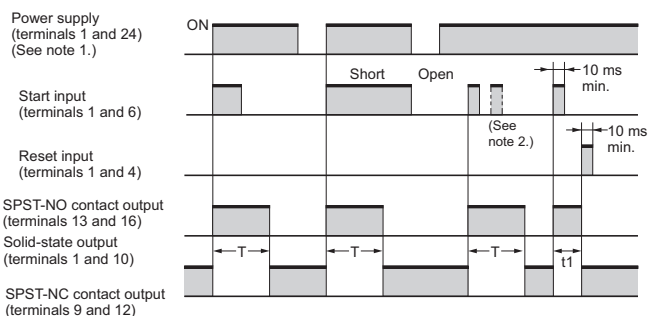 Power supply
(terminals 1 and 24)
(See note 1.)
ON
Short
Open
10 ms
min.
Start input
(terminals 1 and 6)
(See
note 2.)
10 ms
min.
Reset input
(terminals 1 and 4)
SPST-NO contact output
(terminals 13 and 16)
Solid-state output
(terminals 1 and 10)
T
T
T
t1
SPST-NC contact output
(terminals 9 and 12)